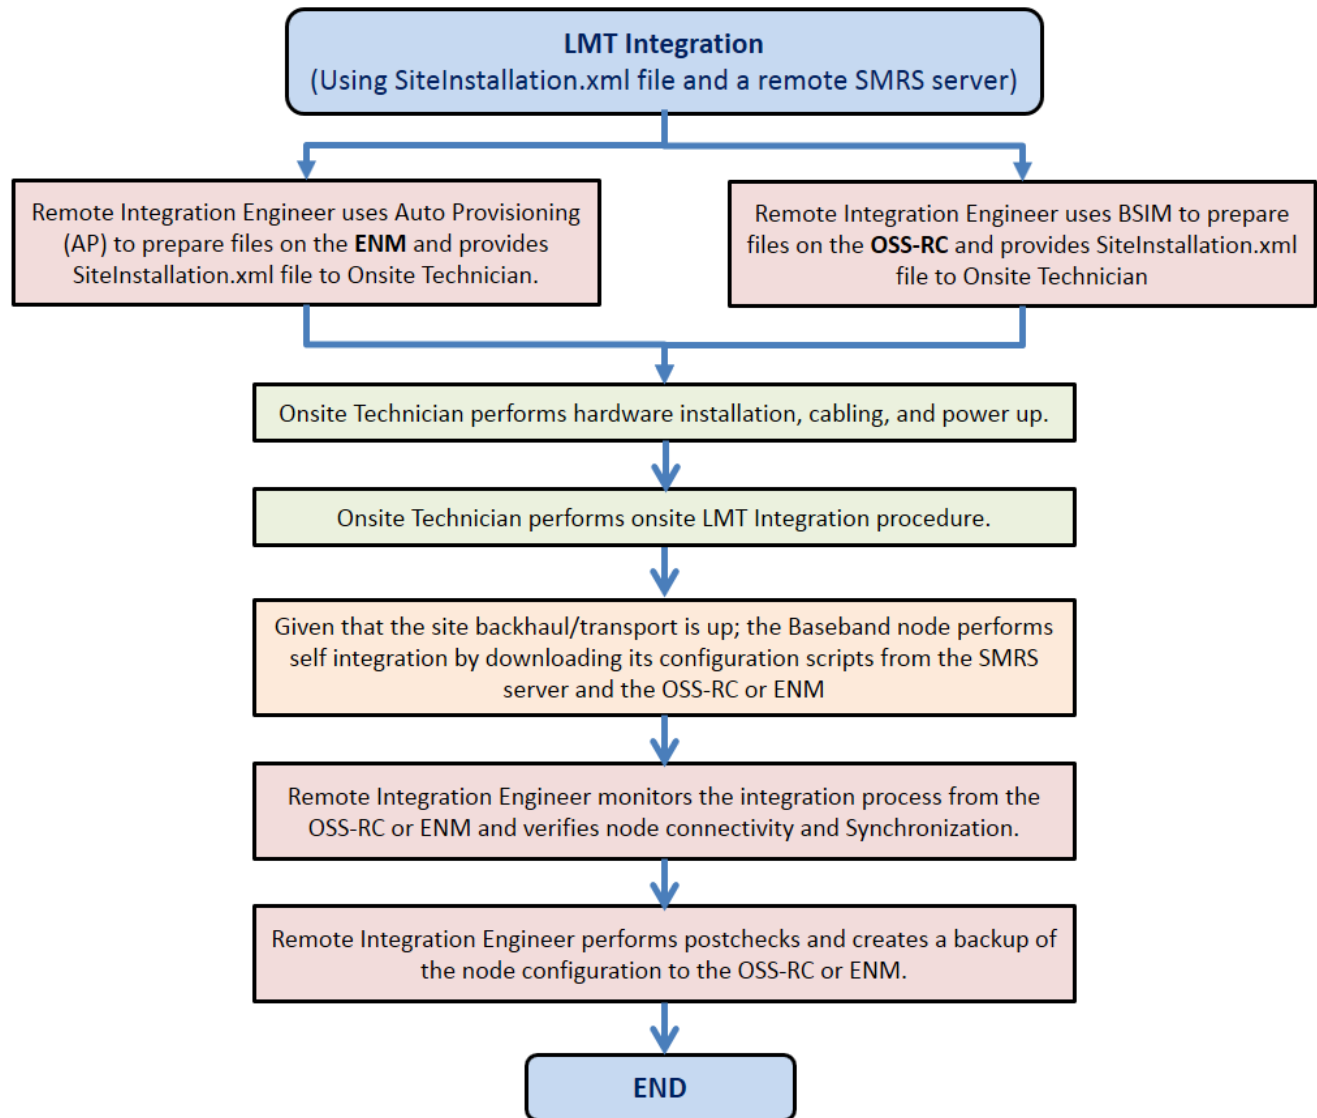 LMT Integration
(Using SiteInstallation.xml file and a remote SMRS server)
Remote Integration Engineer uses Auto Provisioning
(AP) to prepare files on the ENM and provides
SiteInstallation.xml file to Onsite Technician.
Remote Integration Engineer uses BSIM to prepare
files on the OSS-RC and provides SiteInstallation.xml
file to Onsite Technician
Onsite Technician performs hardware installation, cabling, and power up.
Onsite Technician performs onsite LMT Integration procedure.
Given that the site backhaul/transport is up; the Baseband node performs
self integration by downloading its configuration scripts from the SMRS
server and the OSS-RC or ENM
Remote Integration Engineer monitors the integration process from the
OSS-RC or ENM and verifies node connectivity and Synchronization.
Remote Integration Engineer performs postchecks and creates a backup of
the node configuration to the OSS-RC or ENM.
END